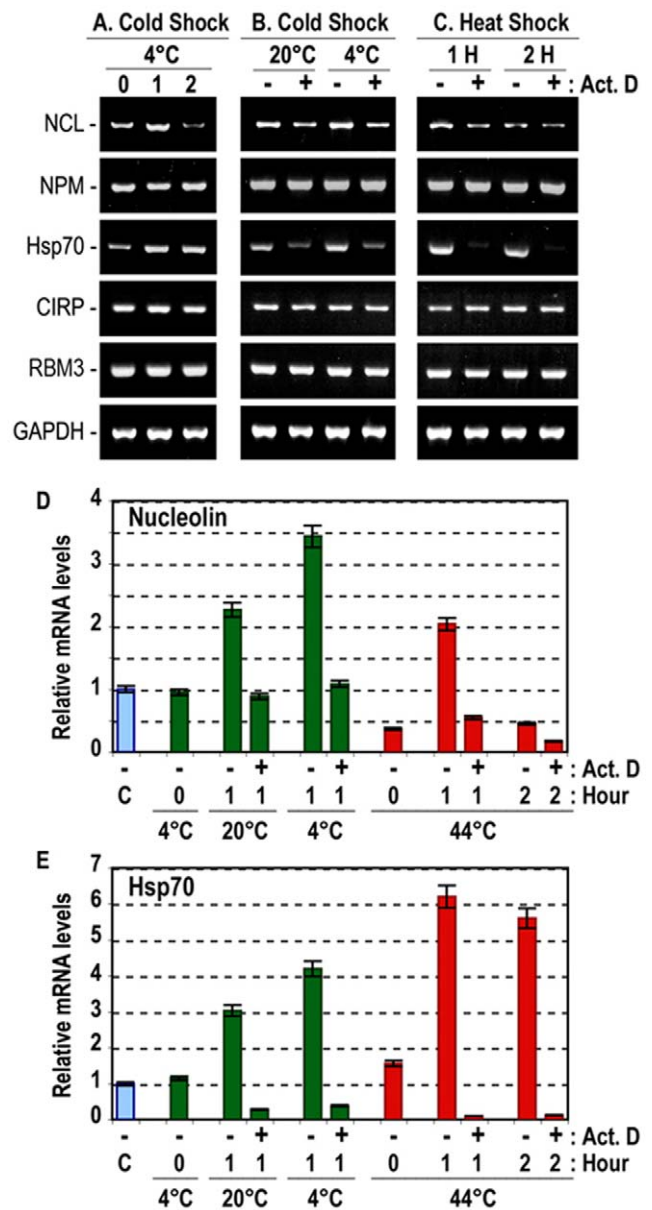 A. Cold Shock B. Cold Shock C. Heat Shock
4°C 20°C 4°C 1 H 2 H
0 1 2 - + - + - + - + : Act. D
NCL -
NPM -
Hsp70 -
CIRP -
RBM3 -
GAPDH -
D
Nucleolin
Relative mRNA levels
4
3
2
1
0
- - - + - + - - + - + : Act. D
C 0 1 1 1 1 0 1 1 2 2 : Hour
4°C 20°C 4°C 44°C
E
Hsp70
Relative mRNA levels
7
6
5
4
3
2
1
0
- - - + - + - - + - + : Act. D
C 0 1 1 1 1 0 1 1 2 2 : Hour
4°C 20°C 4°C 44°C